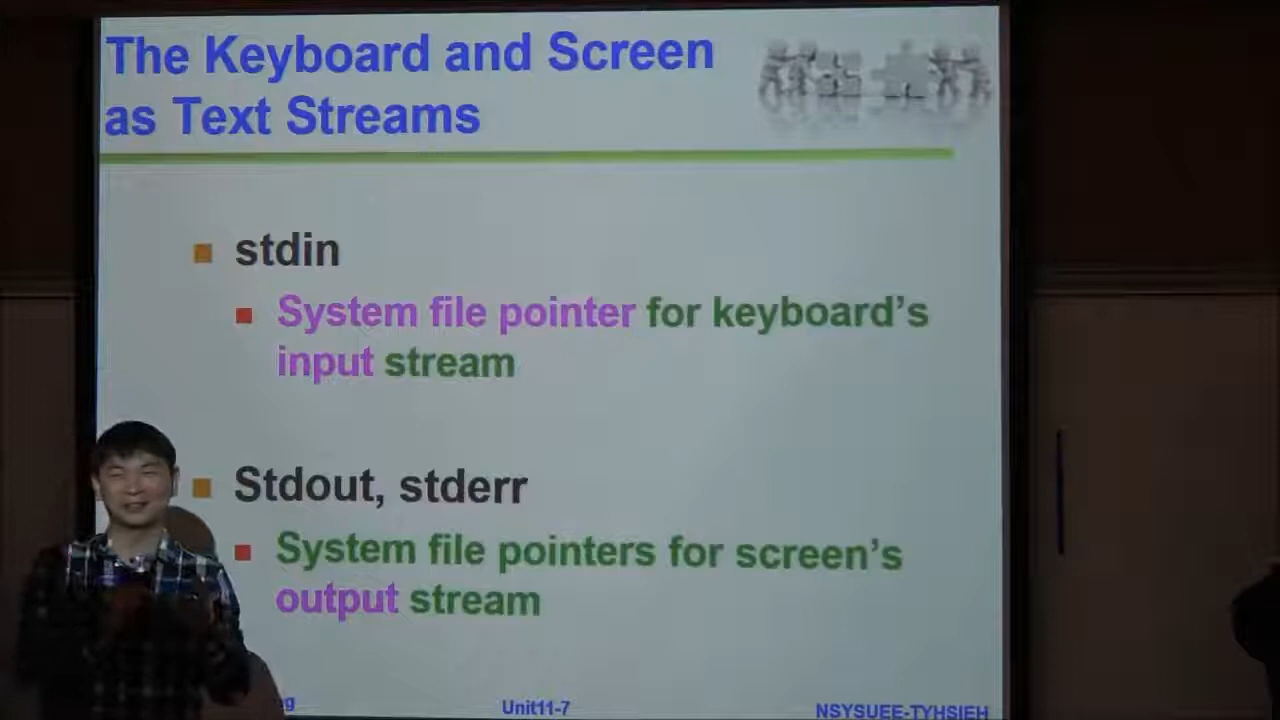 The Keyboard and Screen
as Text Streams
stdin
System file pointer for keyboard's
input stream
Stdout, stderr
System file pointers for screen's
output stream
Unit11-7
NSYSUEE-TYHSIEH